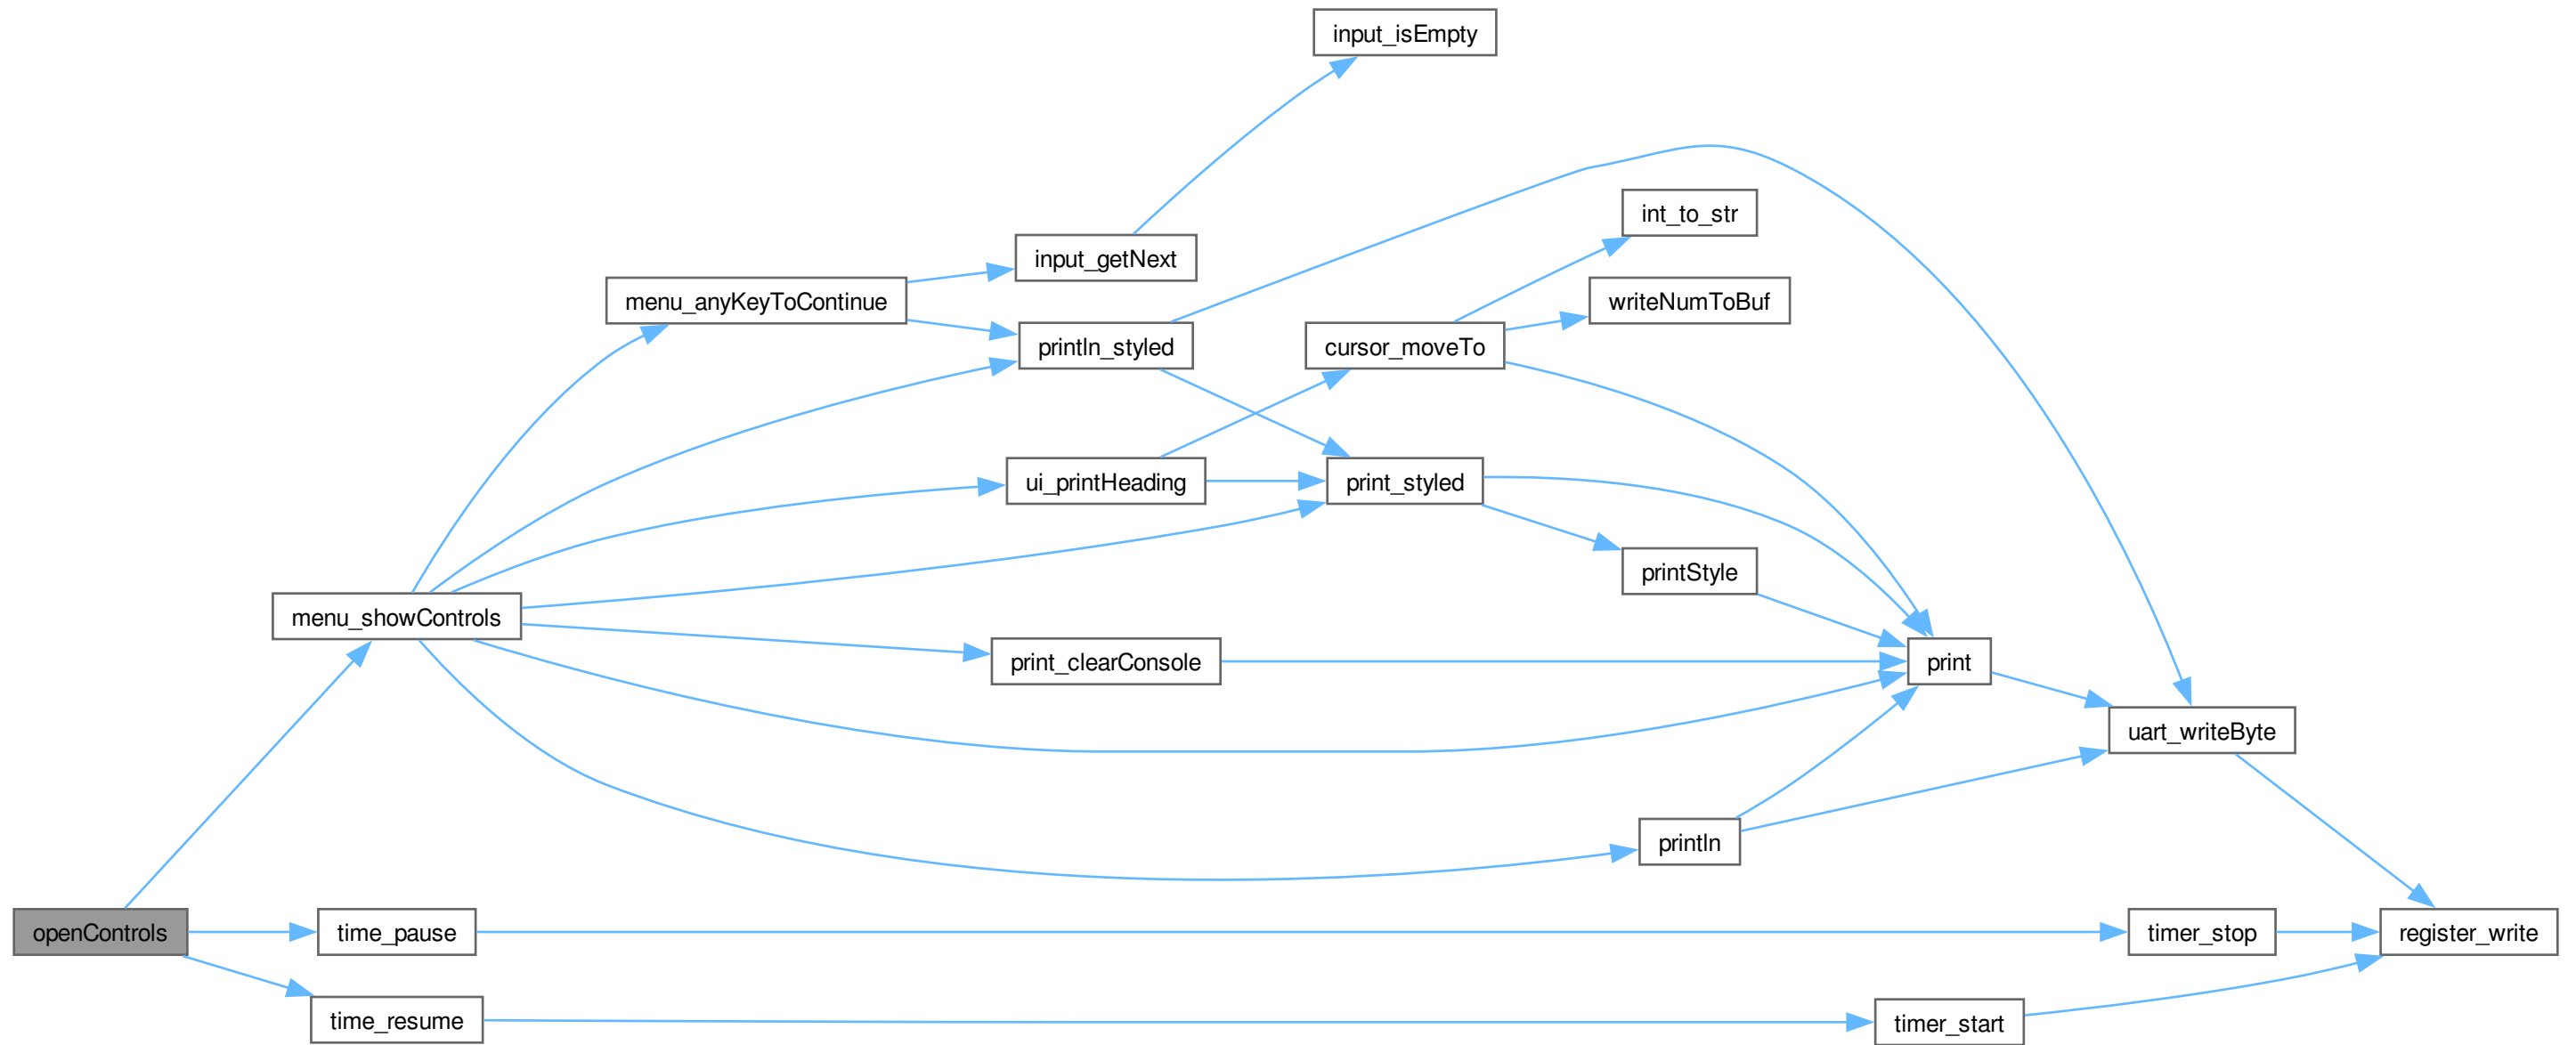 input_isEmpty
int_to_str
input_getNext
menu_anyKeyToContinue
writeNumToBuf
println_styled
cursor_moveTo
ui_printHeading
print_styled
printStyle
menu_showControls
print_clearConsole
print
uart_writeByte
println
openControls
time_pause
timer_stop
register_write
time_resume
timer_start